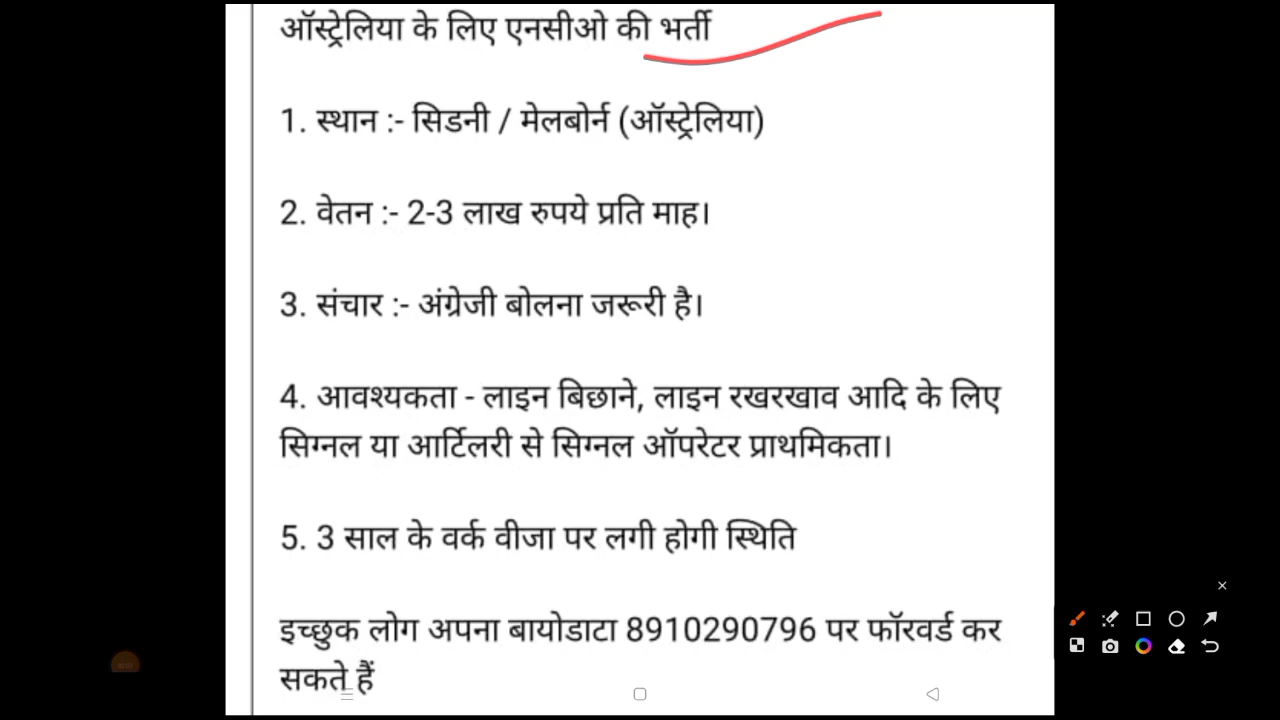 ऑस्ट्रेलिया के लिए एनसीओ की भर्ती
1. स्थान :- सिडनी / मेलबोर्न (ऑस्ट्रेलिया)
2. वेतन :- 2-3 लाख रुपये प्रति माह।
3. संचार :- अंग्रेजी बोलना जरूरी है।
4. आवश्यकता - लाइन बिछाने, लाइन रखरखाव आदि के लिए
सिग्नल या आर्टिलरी से सिग्नल ऑपरेटर प्राथमिकता।
5. 3 साल के वर्क वीजा पर लगी होगी स्थिति
इच्छुक लोग अपना बायोडाटा 8910290796 पर फॉरवर्ड कर
सकते हैं